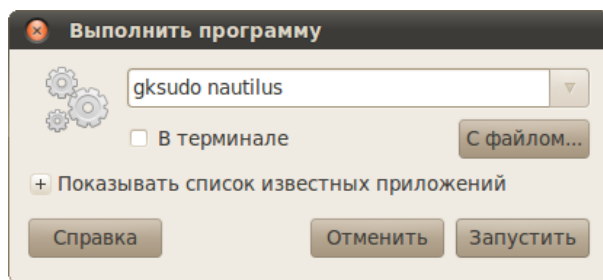 Выполнить программу
gksudo nautilus
В терминале
С файлом...
Показывать список известных приложений
Справка
Отменить
Запустить